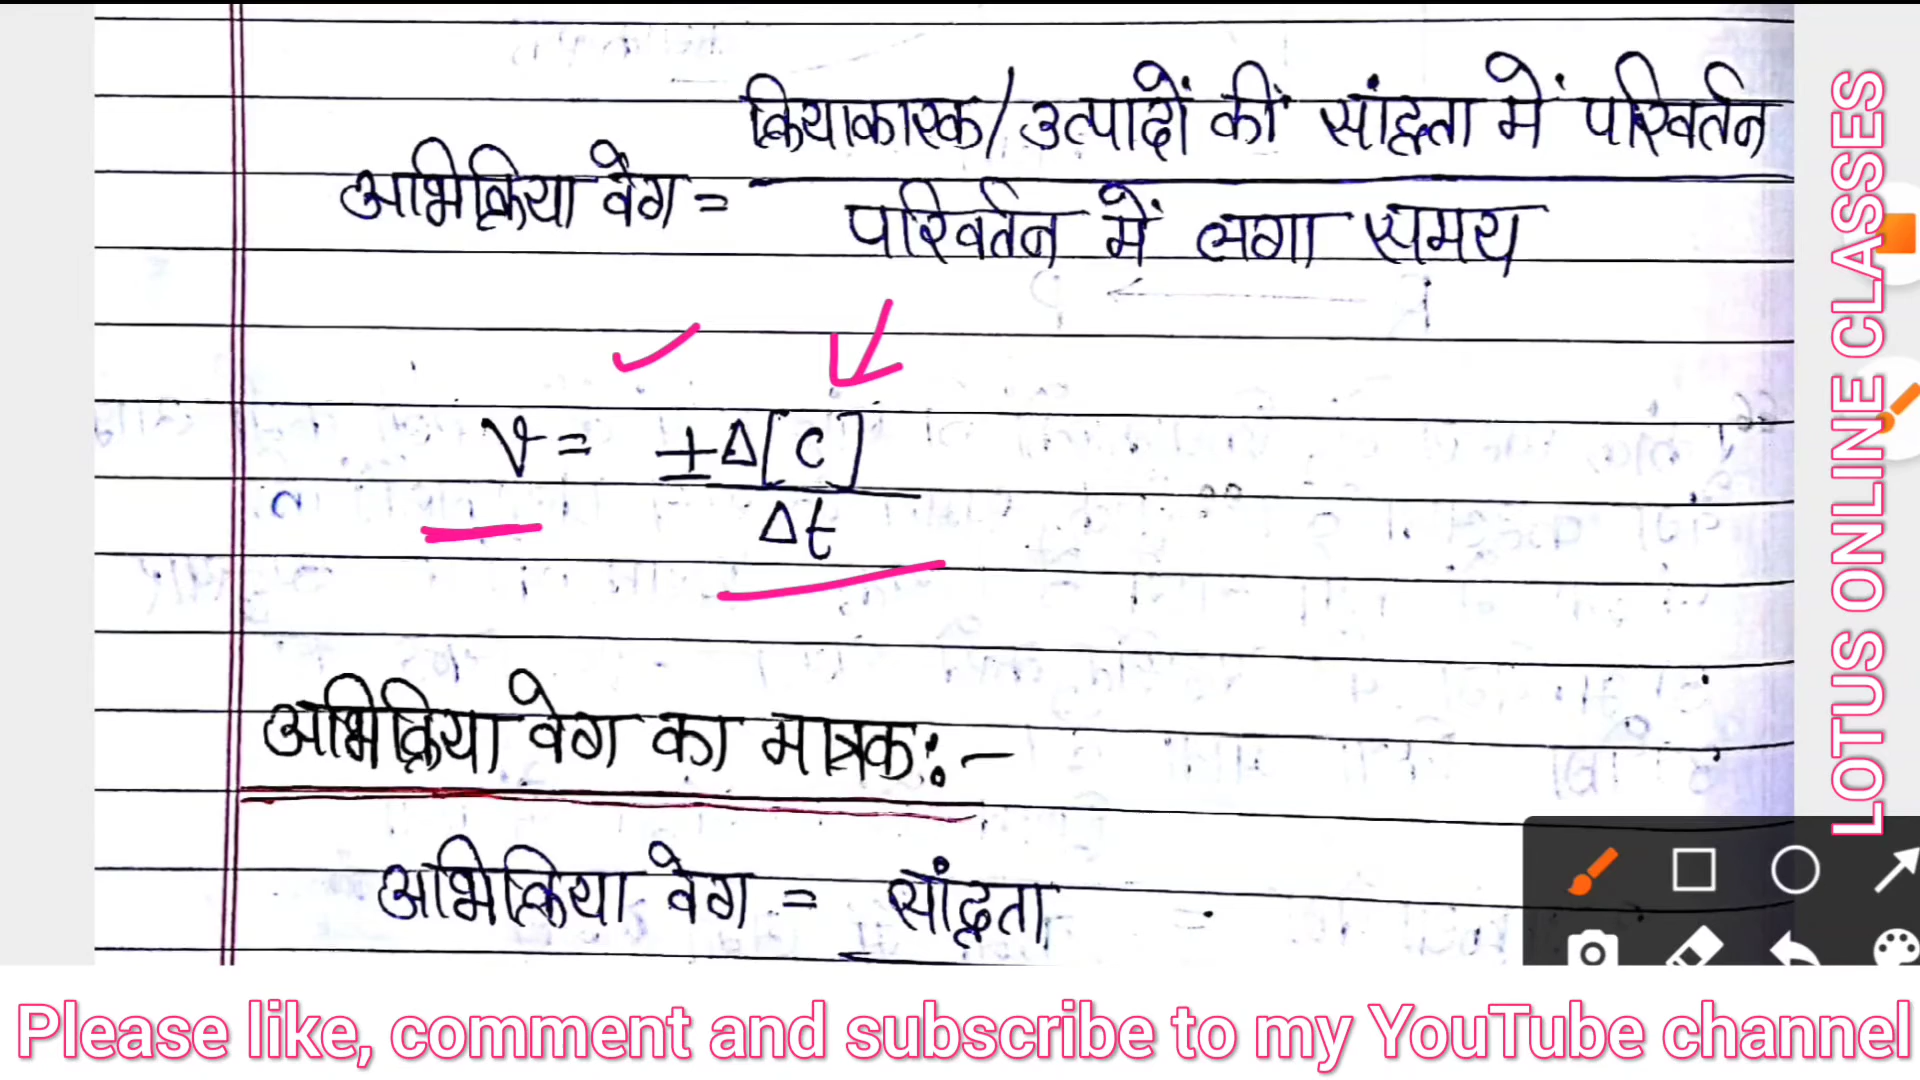 क्रियाकारक/उत्पादों कीं सांद्रता में परिवर्तन
अभिक्रिया वेग =
परिवर्तन में लगा समय
v = ±Δ[C]
Δt
अभिक्रिया वेग का मात्रक:-
अभिक्रिया वेग = सांद्रता
LOTUS ONLINE CLASSES
Please like, comment and subscribe to my YouTube channel